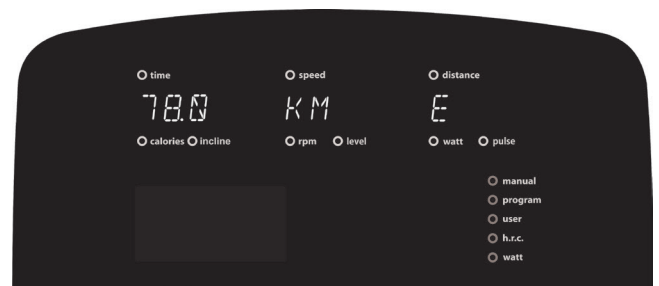 time speed distance
78.0 KM E
calories incline rpm level watt pulse
manual
program
user
h.r.c.
watt